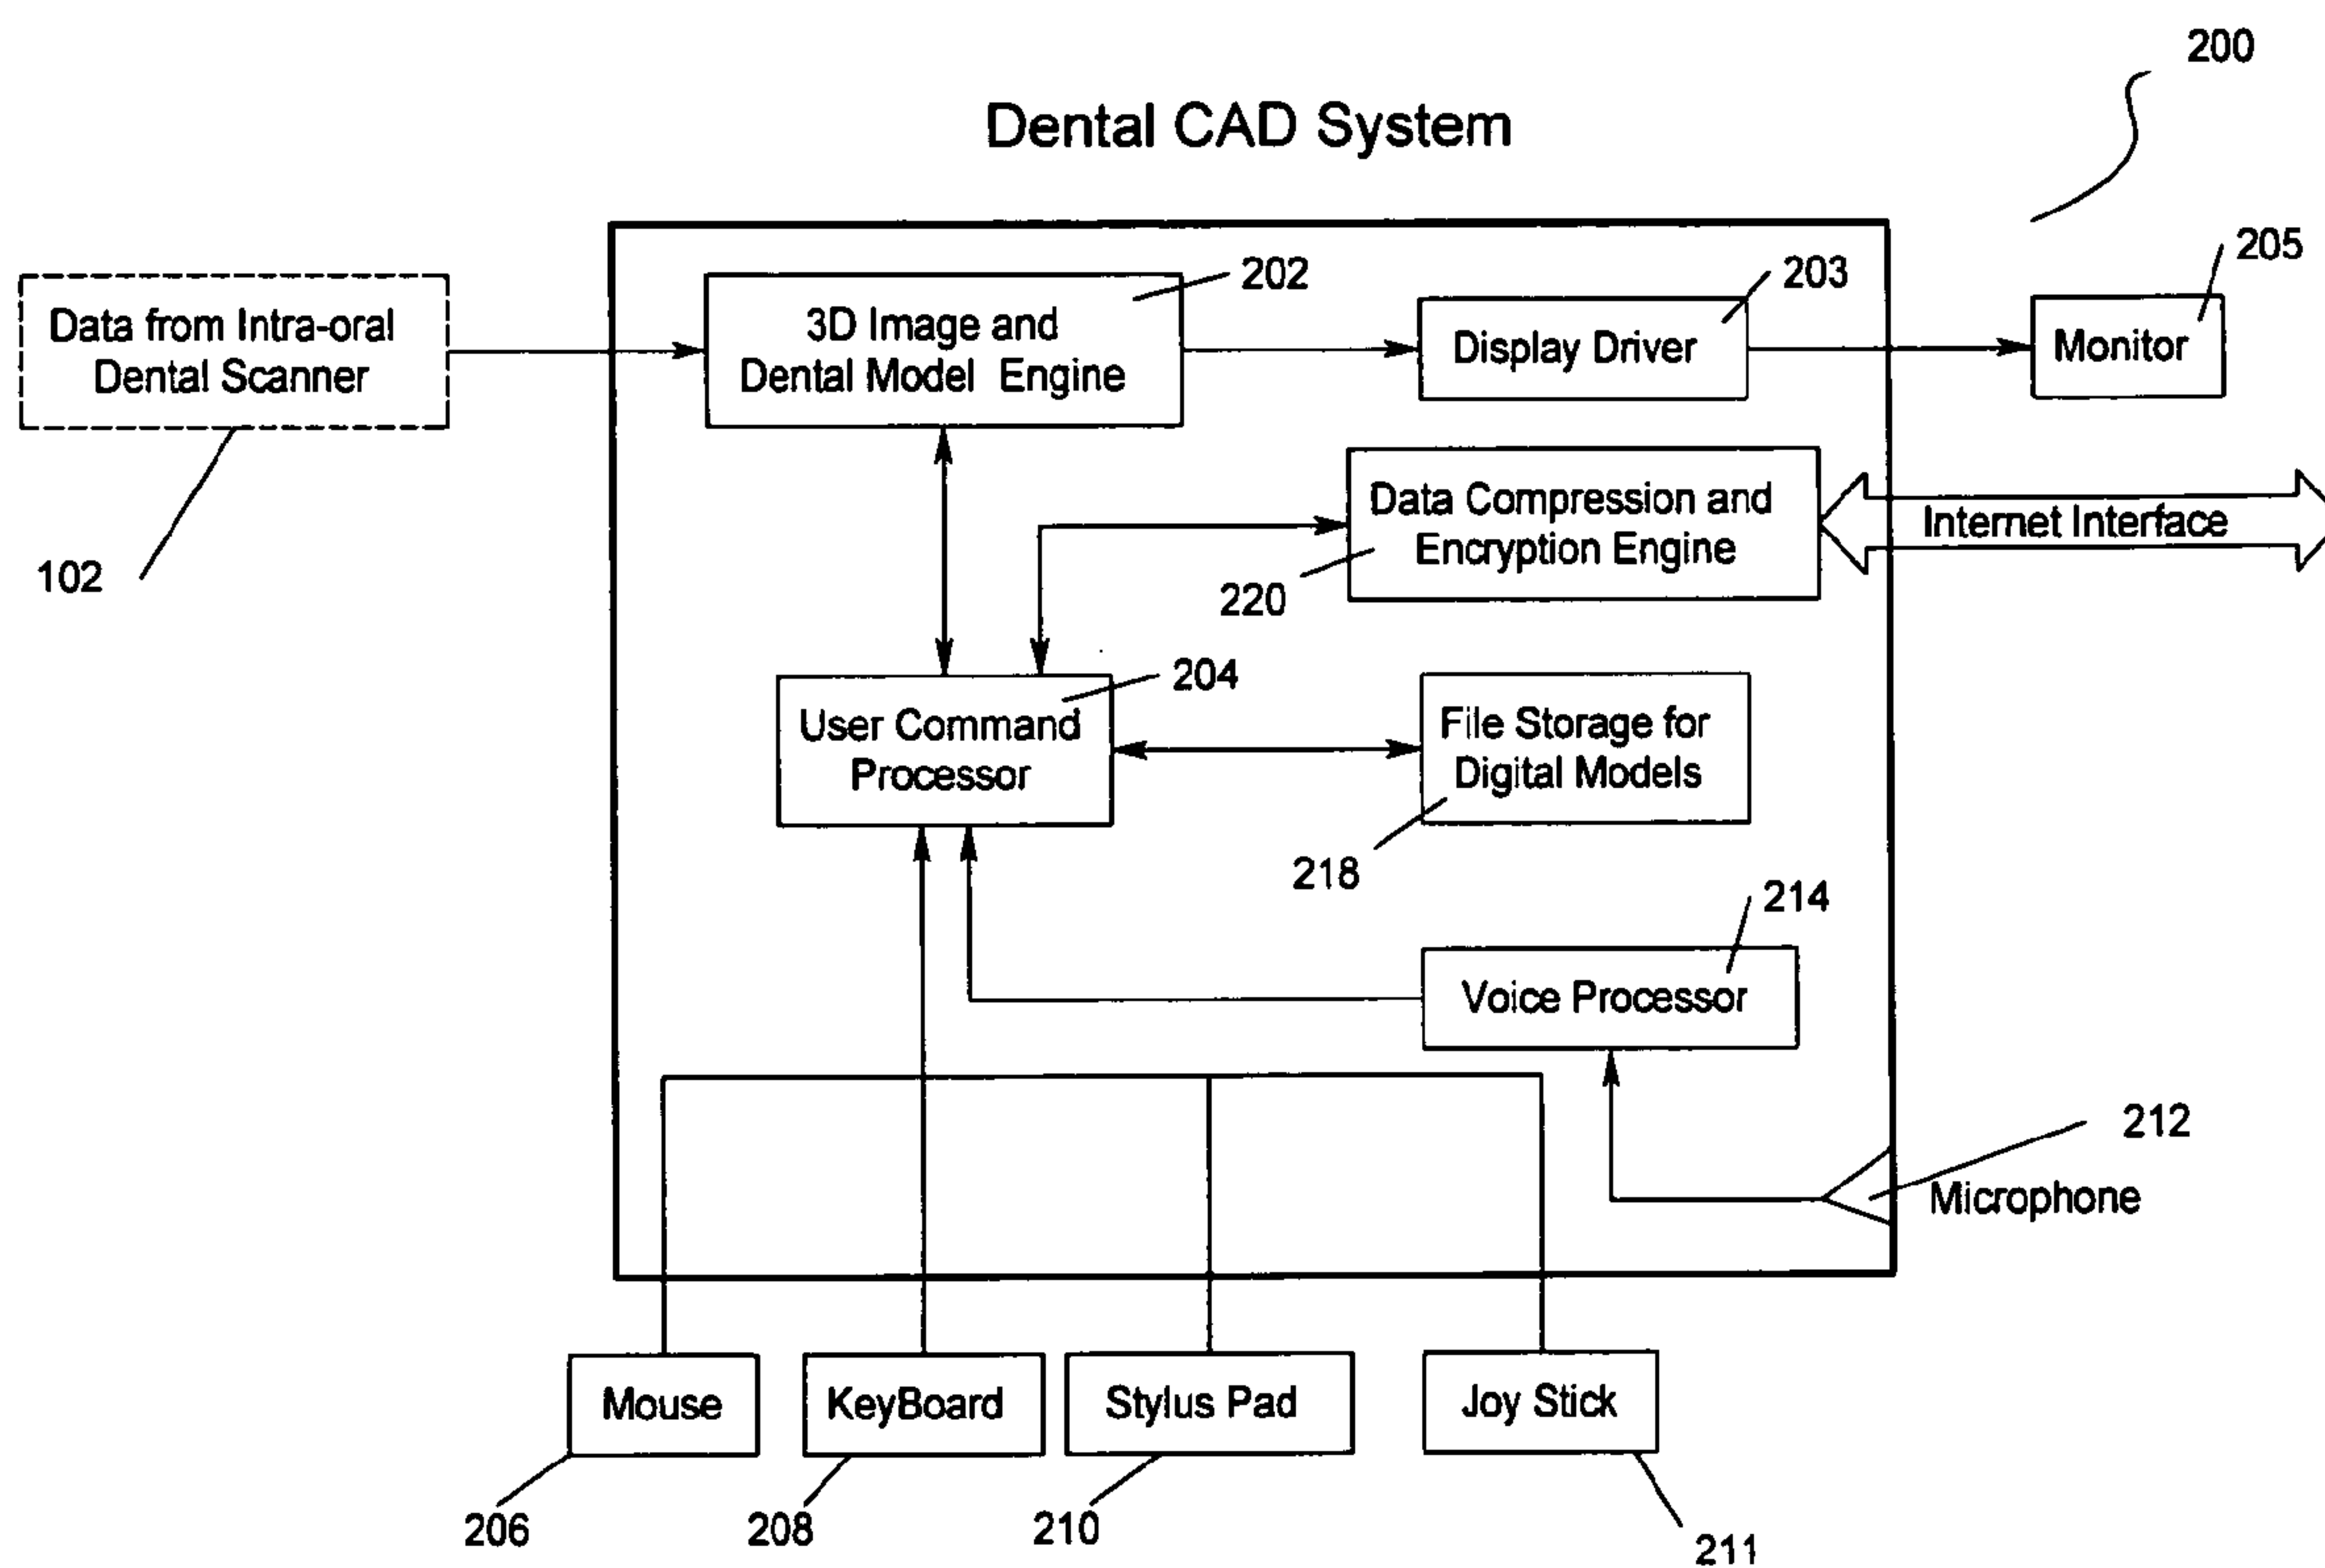 200
Dental CAD System
205
202
203
Data from Intra-oral
Dental Scanner
3D Image and
Dental Model Engine
Display Driver
Monitor
102
Data Compression and
Encryption Engine
Internet Interface
220
204
User Command
Processor
File Storage for
Digital Models
218
214
Voice Processor
212
Microphone
Mouse
KeyBoard
Stylus Pad
Joy Stick
206
208
210
211